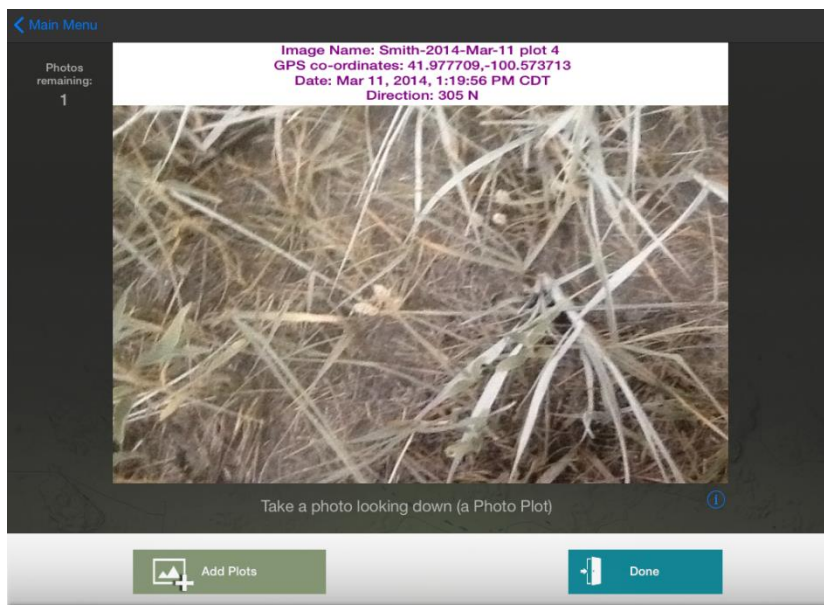 Main Menu
Image Name: Smith-2014-Mar-11 plot 4
GPS co-ordinates: 41.977709,-100.573713
Date: Mar 11, 2014, 1:19:56 PM CDT
Direction: 305 N
Photos
remaining:
1
Take a photo looking down (a Photo Plot)
Add Plots
Done